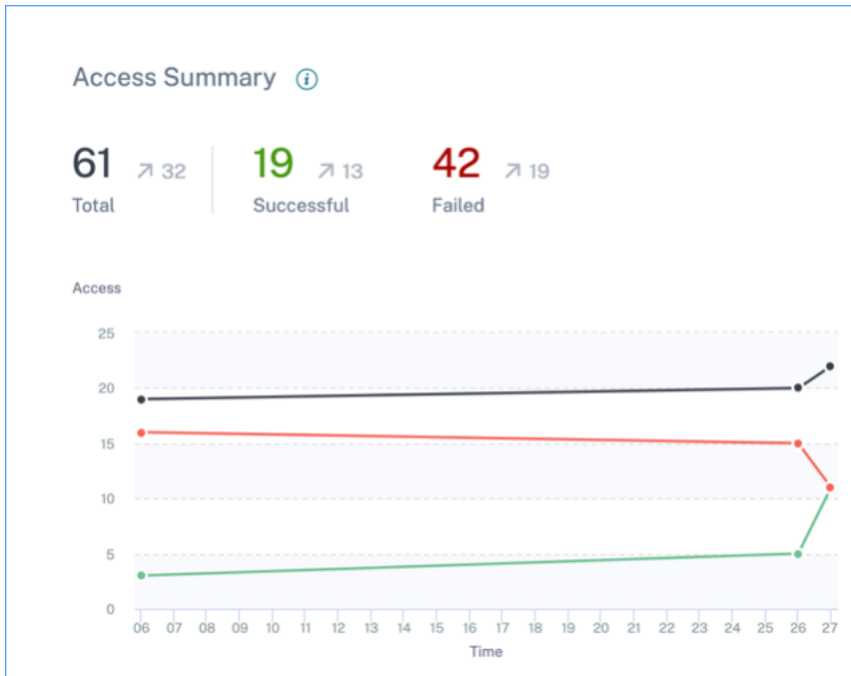 Access Summary
61 ↗ 32 19 ↗ 13 42 ↗ 19
Total Successful Failed
Access
25
20
15
10
5
0
06 07 08 09 10 11 12 13 14 15 16 17 18 19 20 21 22 23 24 25 26 27
Time